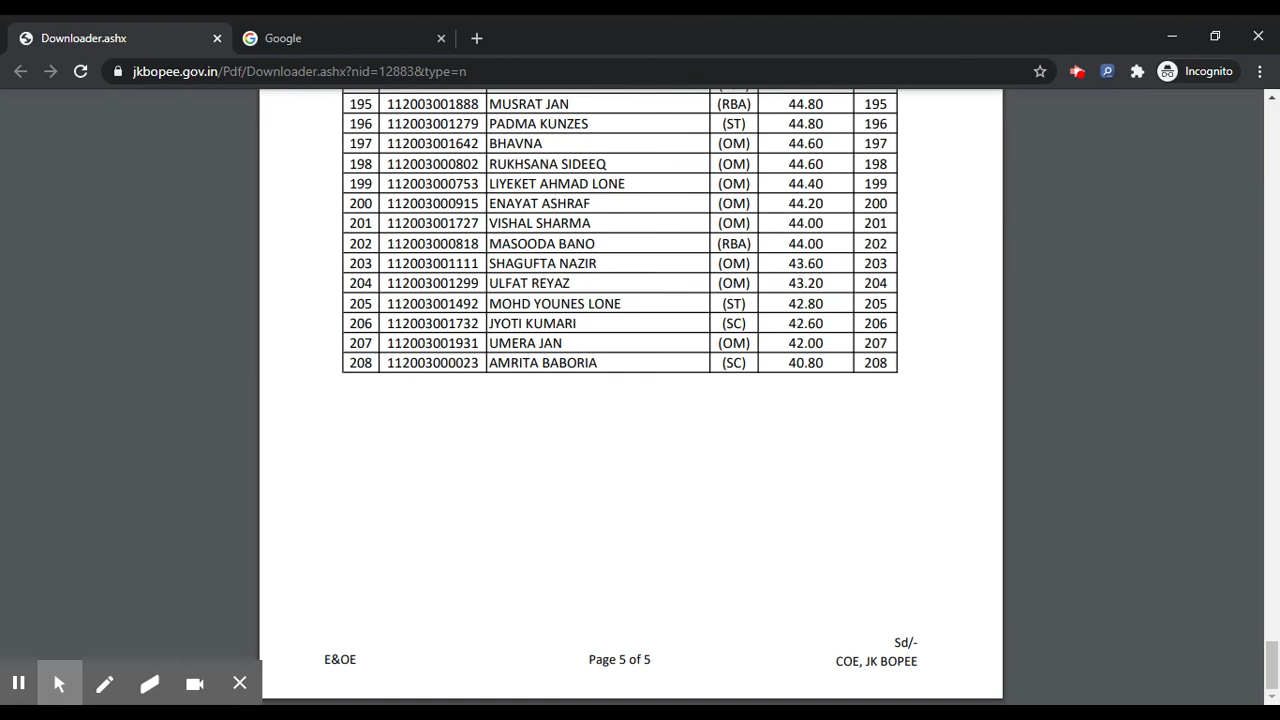 Downloader.ashx
Google
jkbopee.gov.in/Pdf/Downloader.ashx?nid=12883&type=n
Incognito
195 112003001888 MUSRAT JAN (RBA) 44.80 195
196 112003001279 PADMA KUNZES (ST) 44.80 196
197 112003001642 BHAVNA (OM) 44.60 197
198 112003000802 RUKHSANA SIDEEQ (OM) 44.60 198
199 112003000753 LIYEKET AHMAD LONE (OM) 44.40 199
200 112003000915 ENAYAT ASHRAF (OM) 44.20 200
201 112003001727 VISHAL SHARMA (OM) 44.00 201
202 112003000818 MASOODA BANO (RBA) 44.00 202
203 112003001111 SHAGUFTA NAZIR (OM) 43.60 203
204 112003001299 ULFAT REYAZ (OM) 43.20 204
205 112003001492 MOHD YOUNES LONE (ST) 42.80 205
206 112003001732 JYOTI KUMARI (SC) 42.60 206
207 112003001931 UMERA JAN (OM) 42.00 207
208 112003000023 AMRITA BABORIA (SC) 40.80 208
Sd/-
E&OE Page 5 of 5 COE, JK BOPEE